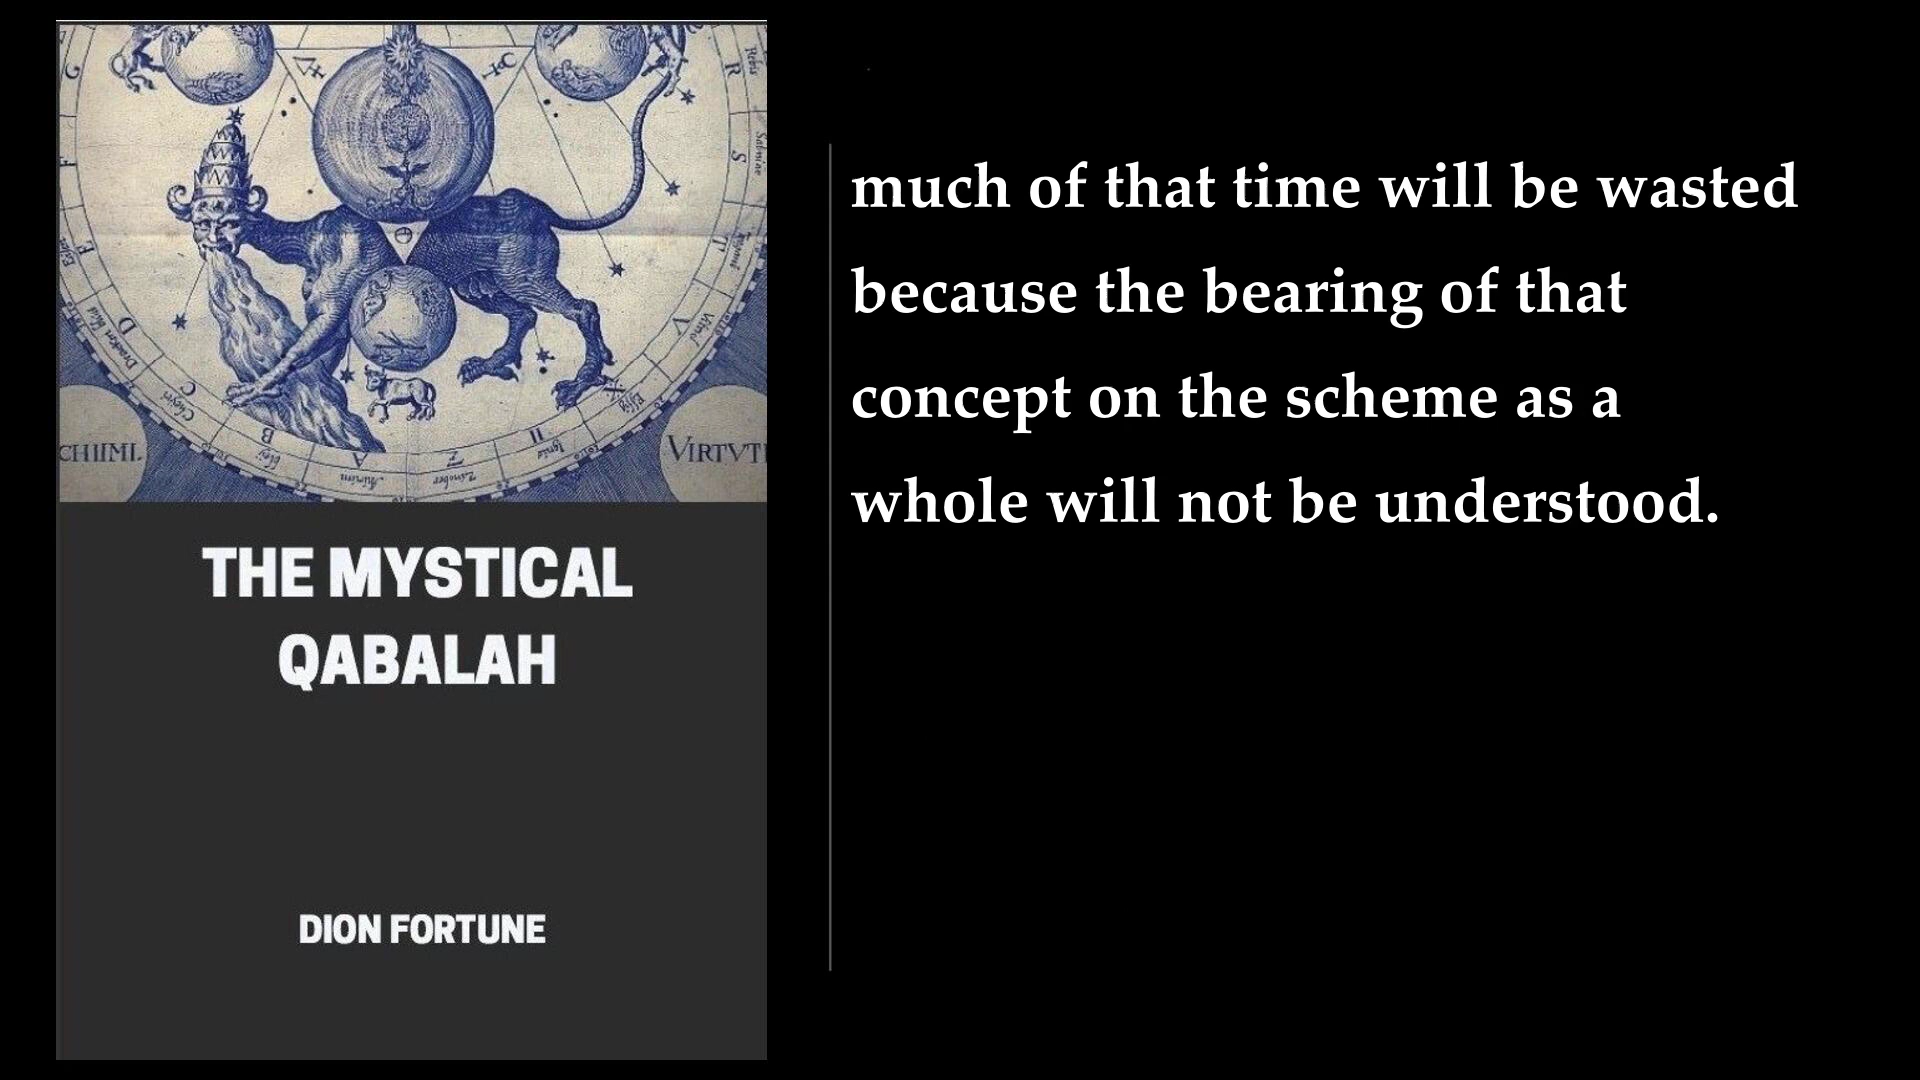 CHIIMI.
VIRTVTI
THE MYSTICAL
QABALAH
DION FORTUNE
much of that time will be wasted
because the bearing of that
concept on the scheme as a
whole will not be understood.